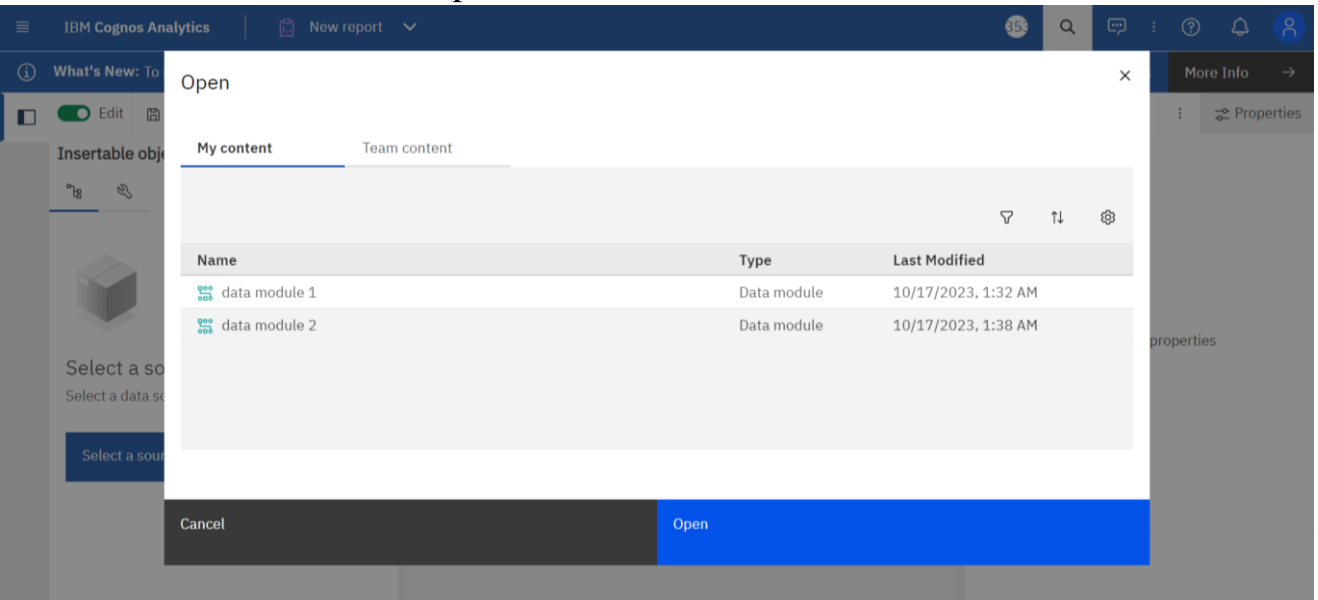 IBM Cognos Analytics New report
What's New: To More Info
Open
Edit Properties
My content Team content
Insertable obje
Name Type Last Modified
data module 1 Data module 10/17/2023, 1:32 AM
data module 2 Data module 10/17/2023, 1:38 AM
properties
Select a so
Select a data so
Select a sour
Cancel Open